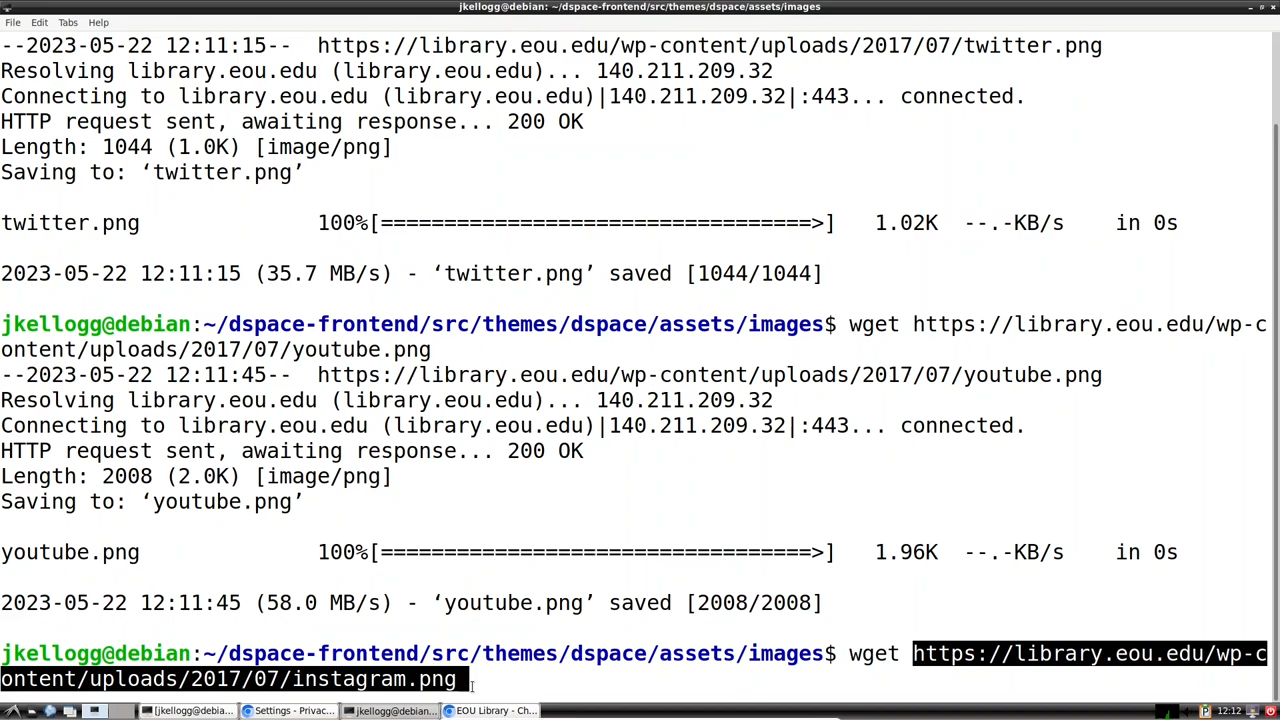 jkellogg@debian: ~/dspace-frontend/src/themes/dspace/assets/images
File Edit Tabs Help
--2023-05-22 12:11:15--  https://library.eou.edu/wp-content/uploads/2017/07/twitter.png
Resolving library.eou.edu (library.eou.edu)... 140.211.209.32
Connecting to library.eou.edu (library.eou.edu)|140.211.209.32|:443... connected.
HTTP request sent, awaiting response... 200 OK
Length: 1044 (1.0K) [image/png]
Saving to: ‘twitter.png’
twitter.png              100%[==================================>]   1.02K  --.-KB/s    in 0s
2023-05-22 12:11:15 (35.7 MB/s) - ‘twitter.png’ saved [1044/1044]
jkellogg@debian:~/dspace-frontend/src/themes/dspace/assets/images$ wget https://library.eou.edu/wp-c
ontent/uploads/2017/07/youtube.png
--2023-05-22 12:11:45--  https://library.eou.edu/wp-content/uploads/2017/07/youtube.png
Resolving library.eou.edu (library.eou.edu)... 140.211.209.32
Connecting to library.eou.edu (library.eou.edu)|140.211.209.32|:443... connected.
HTTP request sent, awaiting response... 200 OK
Length: 2008 (2.0K) [image/png]
Saving to: ‘youtube.png’
youtube.png              100%[==================================>]   1.96K  --.-KB/s    in 0s
2023-05-22 12:11:45 (58.0 MB/s) - ‘youtube.png’ saved [2008/2008]
jkellogg@debian:~/dspace-frontend/src/themes/dspace/assets/images$ wget https://library.eou.edu/wp-c
ontent/uploads/2017/07/instagram.png
[jkellogg@debia... Settings - Privac... jkellogg@debian... EOU Library - Ch... 12:12